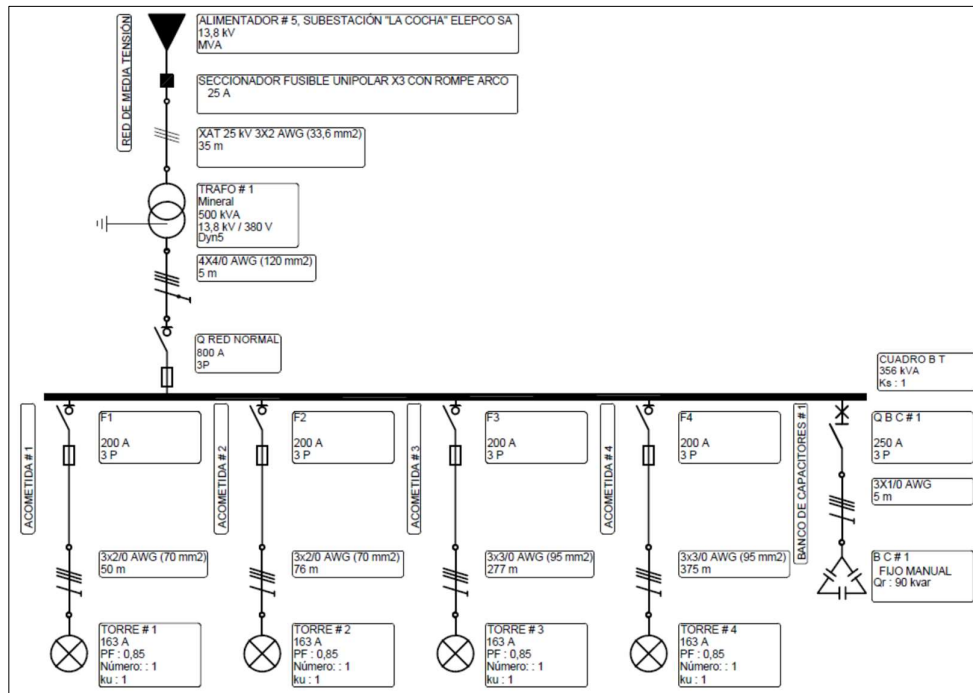 RED DE MEDIA TENSIÓN
ALIMENTADOR # 5, SUBESTACIÓN "LA COCHA" ELEPCO SA
13,8 kV
MVA
SECCIONADOR FUSIBLE UNIPOLAR X3 CON ROMPE ARCO
25 A
XAT 25 kV 3X2 AWG (33,6 mm2)
35 m
TRAFO # 1
Mineral
500 kVA
13,8 kV / 380 V
Dyn5
4X4/0 AWG (120 mm2)
5 m
Q RED NORMAL
800 A
3P
CUADRO B T
356 kVA
Ks : 1
ACOMETIDA # 1
F1
200 A
3 P
3x2/0 AWG (70 mm2)
50 m
TORRE # 1
163 A
PF : 0,85
Número: : 1
ku : 1
ACOMETIDA # 2
F2
200 A
3 P
3x2/0 AWG (70 mm2)
76 m
TORRE # 2
163 A
PF : 0,85
Número: : 1
ku : 1
ACOMETIDA # 3
F3
200 A
3 P
3x3/0 AWG (95 mm2)
277 m
TORRE # 3
163 A
PF : 0,85
Número: : 1
ku : 1
ACOMETIDA # 4
F4
200 A
3 P
3x3/0 AWG (95 mm2)
375 m
TORRE # 4
163 A
PF : 0,85
Número: : 1
ku : 1
BANCO DE CAPACITORES # 1
Q B C # 1
250 A
3 P
3X1/0 AWG
5 m
B C # 1
FIJO MANUAL
Qr : 90 kvar